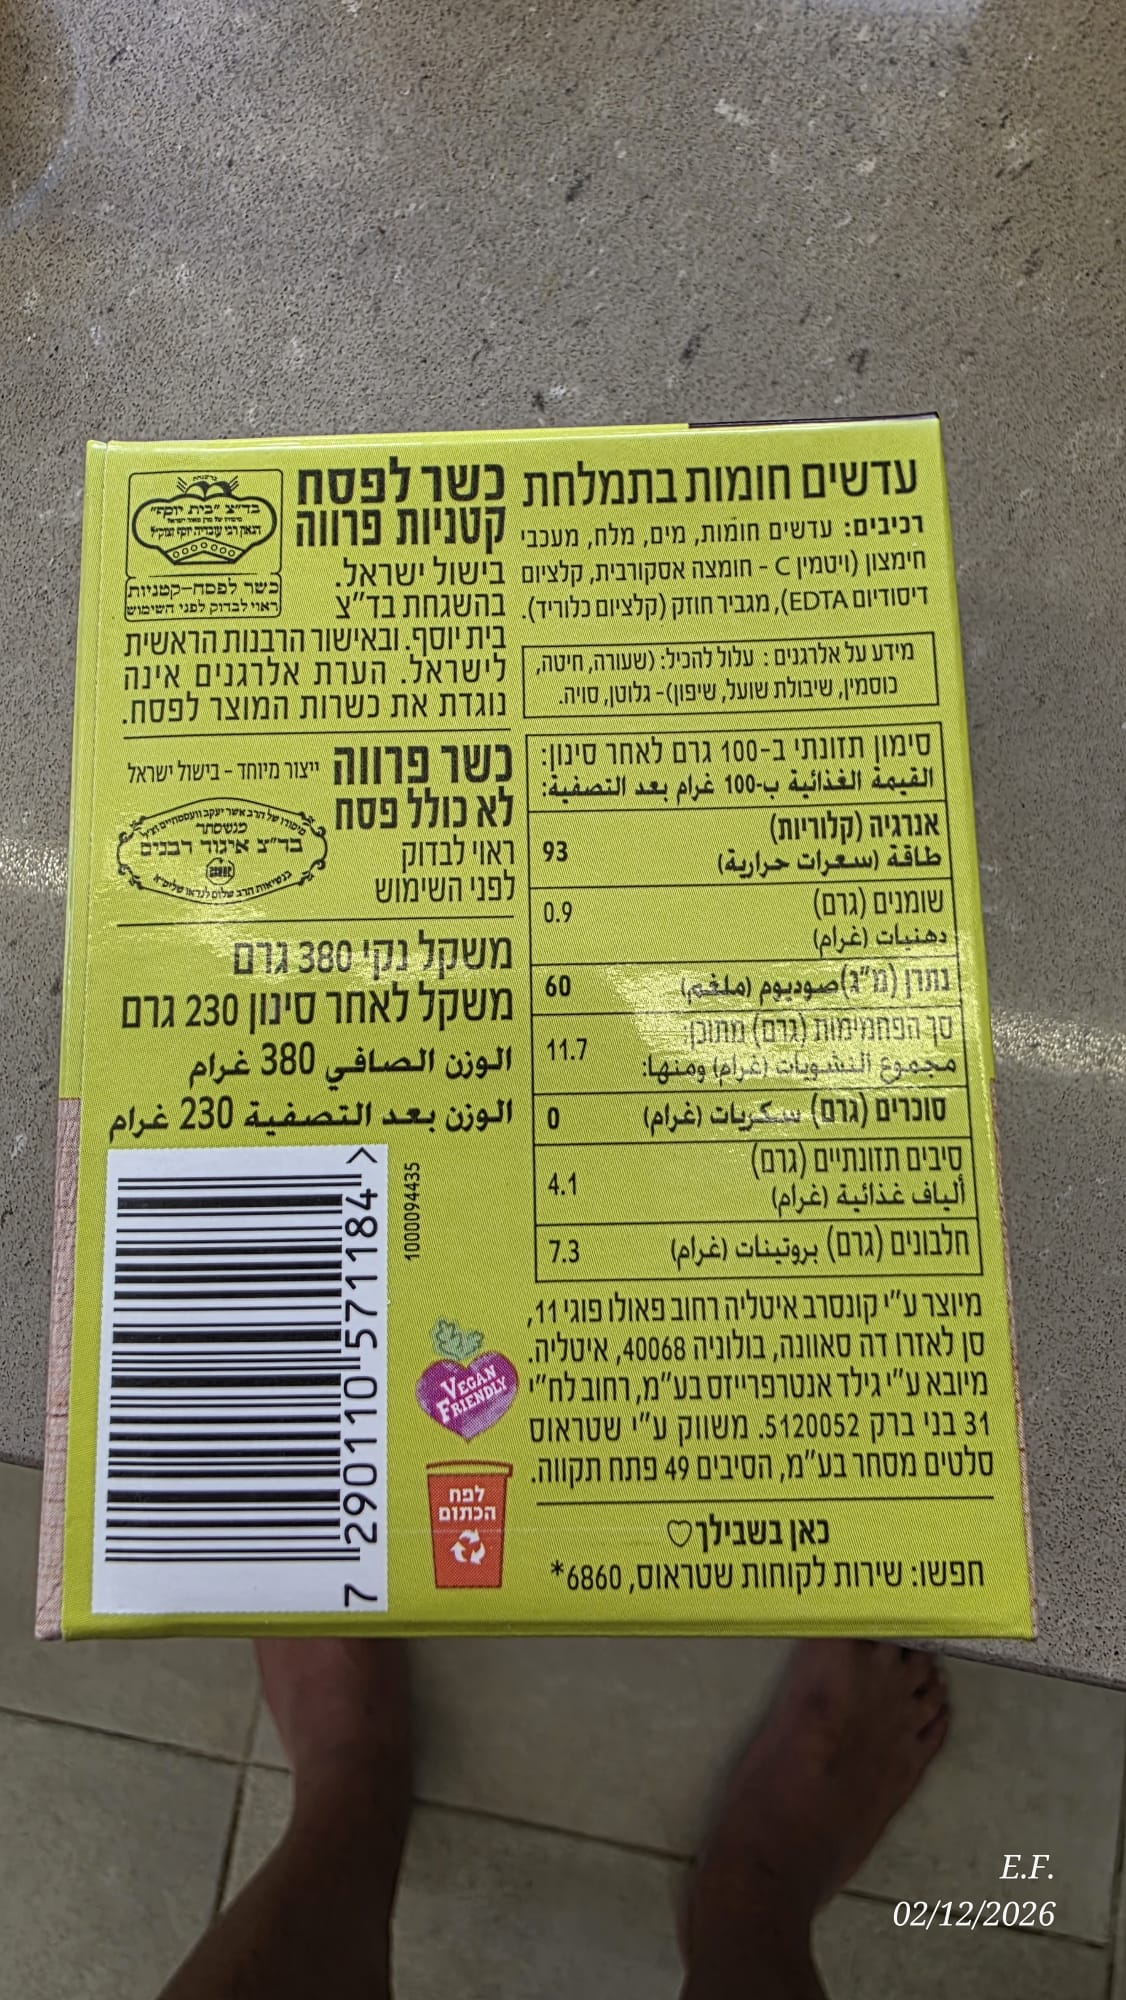 עדשים חומות בתמלחת
רכיבים: עדשים חומות, מים, מלח, מעכבי
חימצון (ויטמין C - חומצה אסקורבית, קלציום
דיסודיום EDTA), מגביר חוזק (קלציום כלוריד).
מידע על אלרגנים: עלול להכיל: (שעורה, חיטה,
כוסמין, שיבולת שועל, שיפון)- גלוטן, סויה.
סימון תזונתי ב-100 גרם לאחר סינון:
القيمة الغذائية ب-100 غرام بعد التصفية:
אנרגיה (קלוריות)
طاقة (سعرات حرارية)
93
שומנים (גרם)
دهنيات (غرام)
0.9
נתרן (מ"ג) صوديوم (ملغم)
60
סך הפחמימות (גרם) מתוכן:
مجموع النشويات (غرام) ومنها:
11.7
סוכרים (גרם) سكريات (غرام)
0
סיבים תזונתיים (גרם)
ألياف غذائية (غرام)
4.1
חלבונים (גרם) بروتينات (غرام)
7.3
מיוצר ע"י קונסרב איטליה רחוב פאולו פוגי 11,
סן לאזרו דה סאוונה, בולוניה 40068, איטליה.
מיובא ע"י גילד אנטרפרייזס בע"מ, רחוב לח"י
31 בני ברק 5120052. משווק ע"י שטראוס
סלטים מסחר בע"מ, הסיבים 49 פתח תקווה.
כאן בשבילך♡
חפשו: שירות לקוחות שטראוס, 6860*
כשר לפסח
קטניות פרווה
בישול ישראל.
בהשגחת בד"צ
בית יוסף. ובאישור הרבנות הראשית
לישראל. הערת אלרגנים אינה
נוגדת את כשרות המוצר לפסח.
בד"צ "בית יוסף"
כשר לפסח-קטניות
ראוי לבדוק לפני השימוש
כשר פרווה
לא כולל פסח
ראוי לבדוק
לפני השימוש
ייצור מיוחד - בישול ישראל
מנשסתר
בד"צ איגוד רבנים
משקל נקי 380 גרם
משקל לאחר סינון 230 גרם
الوزن الصافي 380 غرام
الوزن بعد التصفية 230 غرام
7 290110 571184 >
1000094435
VEGAN
FRIENDLY
לפח
הכתום
E.F.
02/12/2026